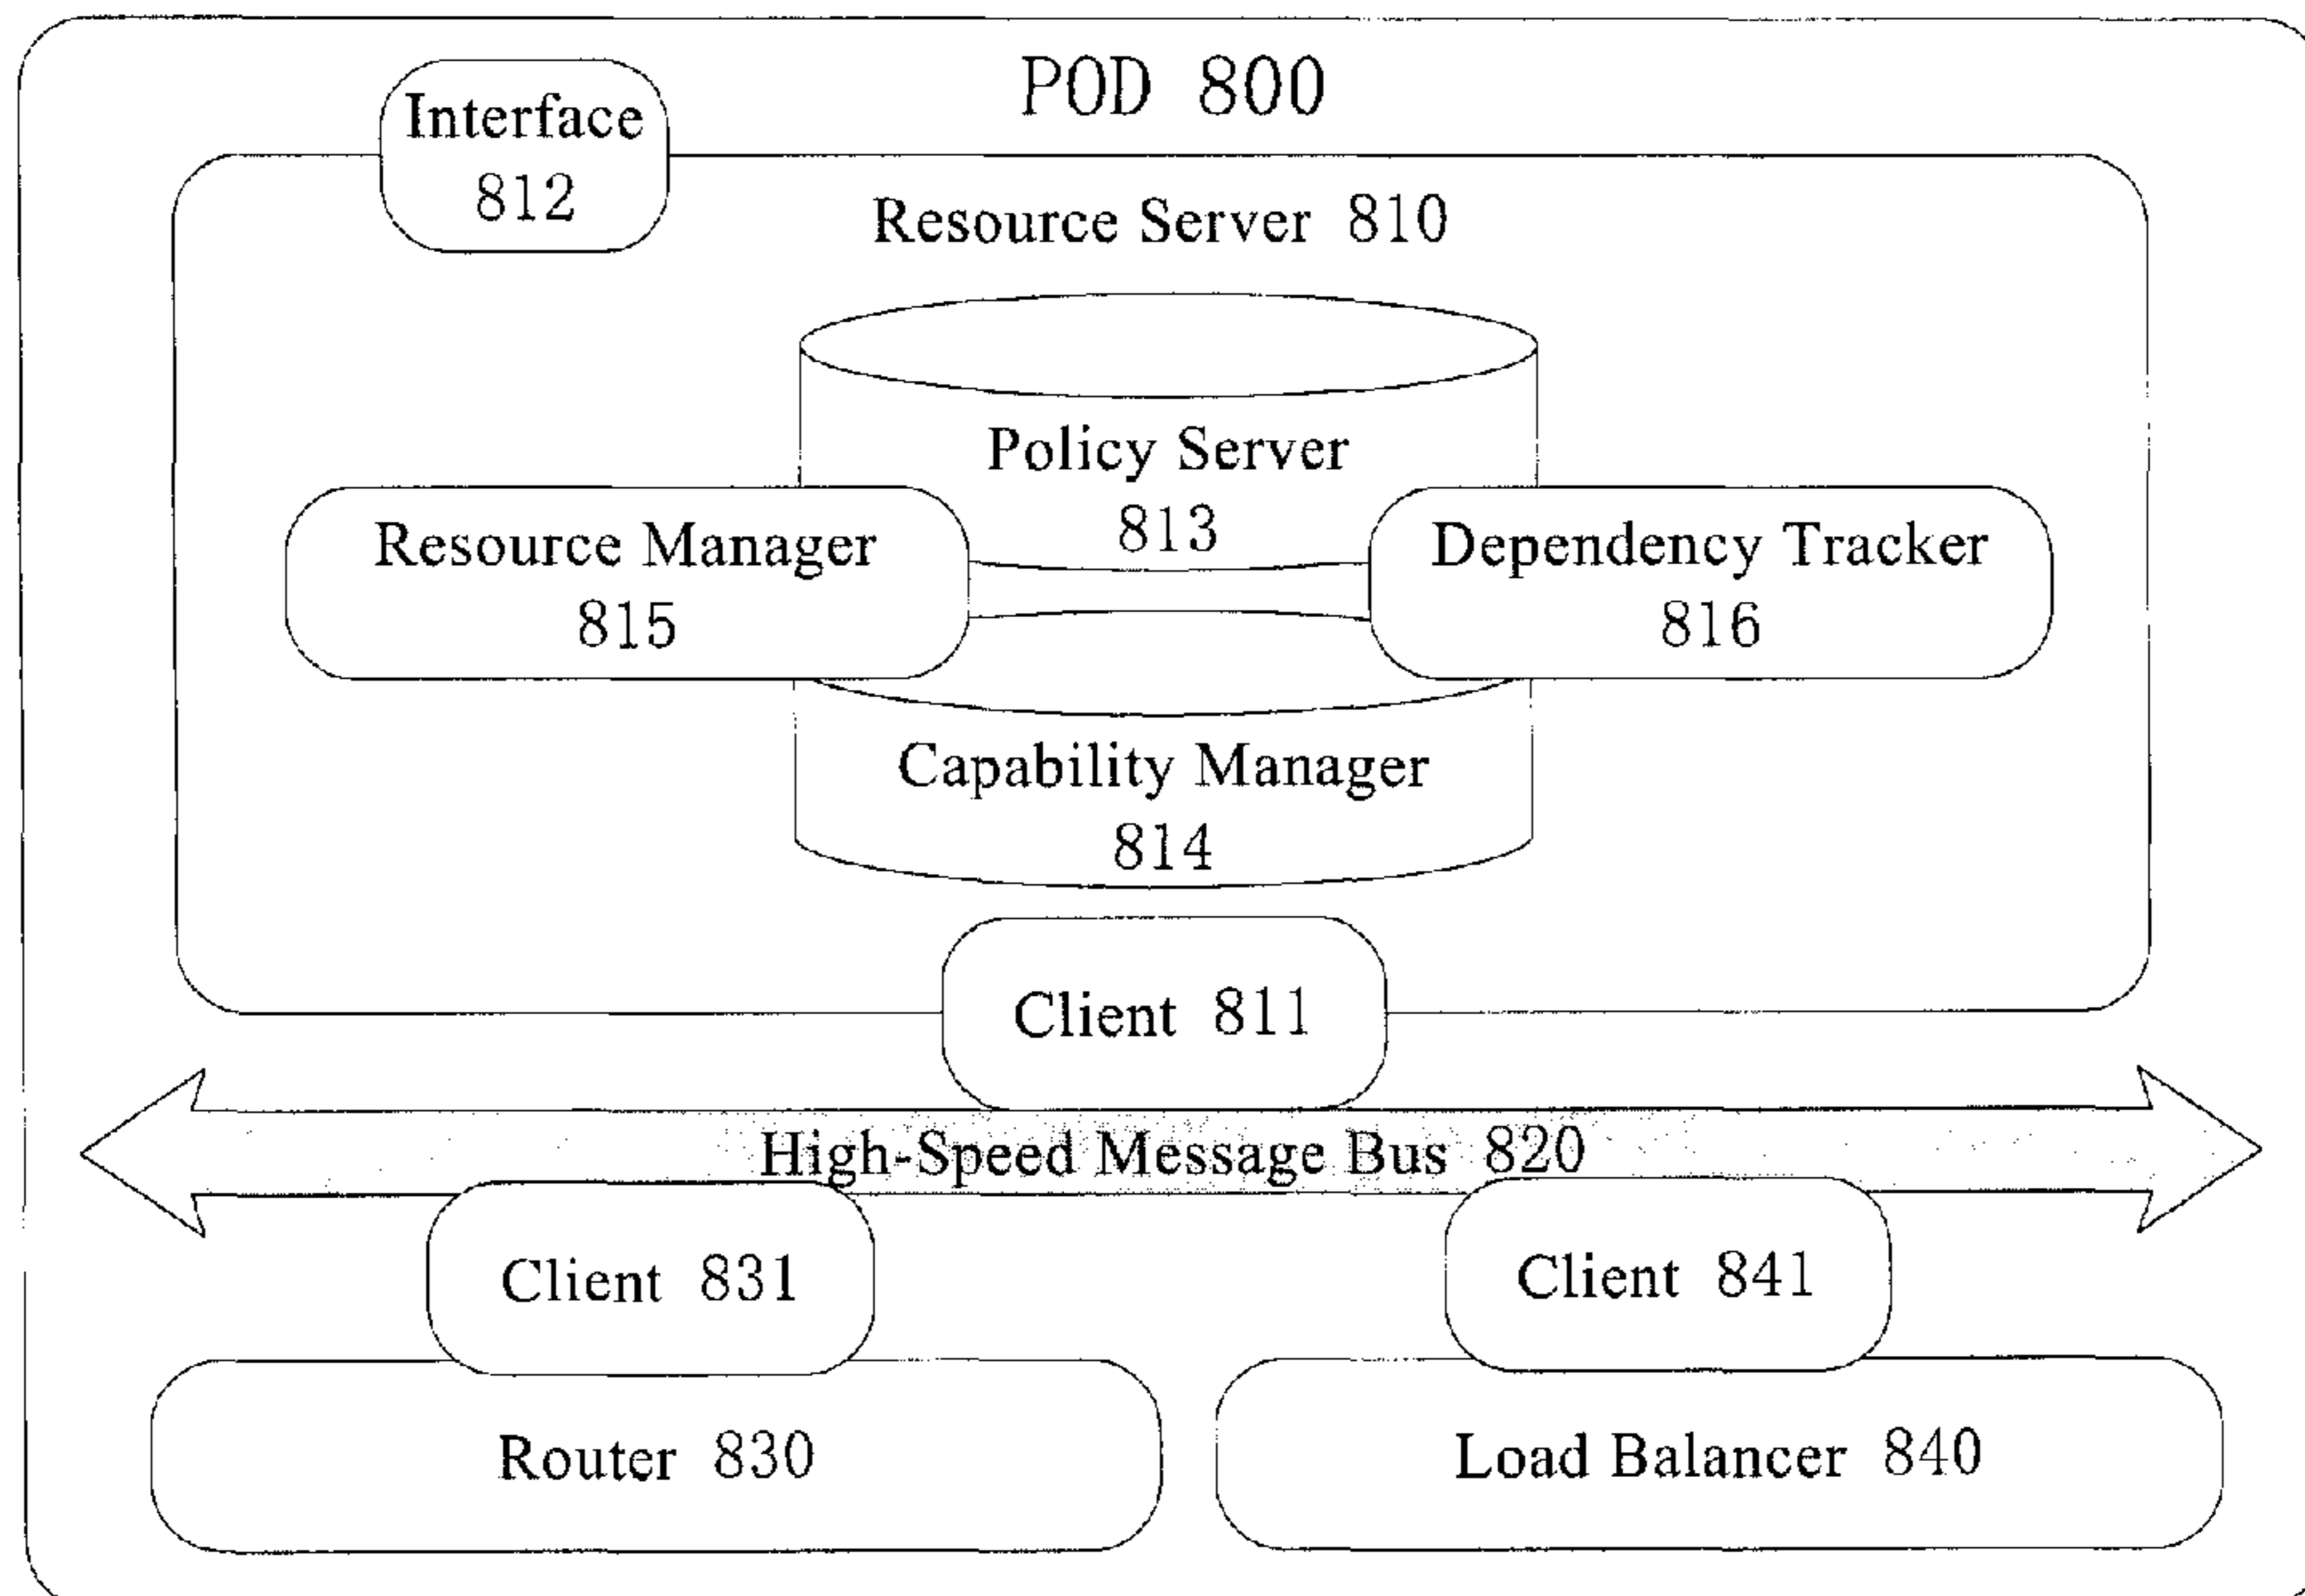 POD 800
Interface
812
Resource Server 810
Policy Server
813
Resource Manager
815
Dependency Tracker
816
Capability Manager
814
Client 811
High-Speed Message Bus 820
Client 831
Client 841
Router 830
Load Balancer 840